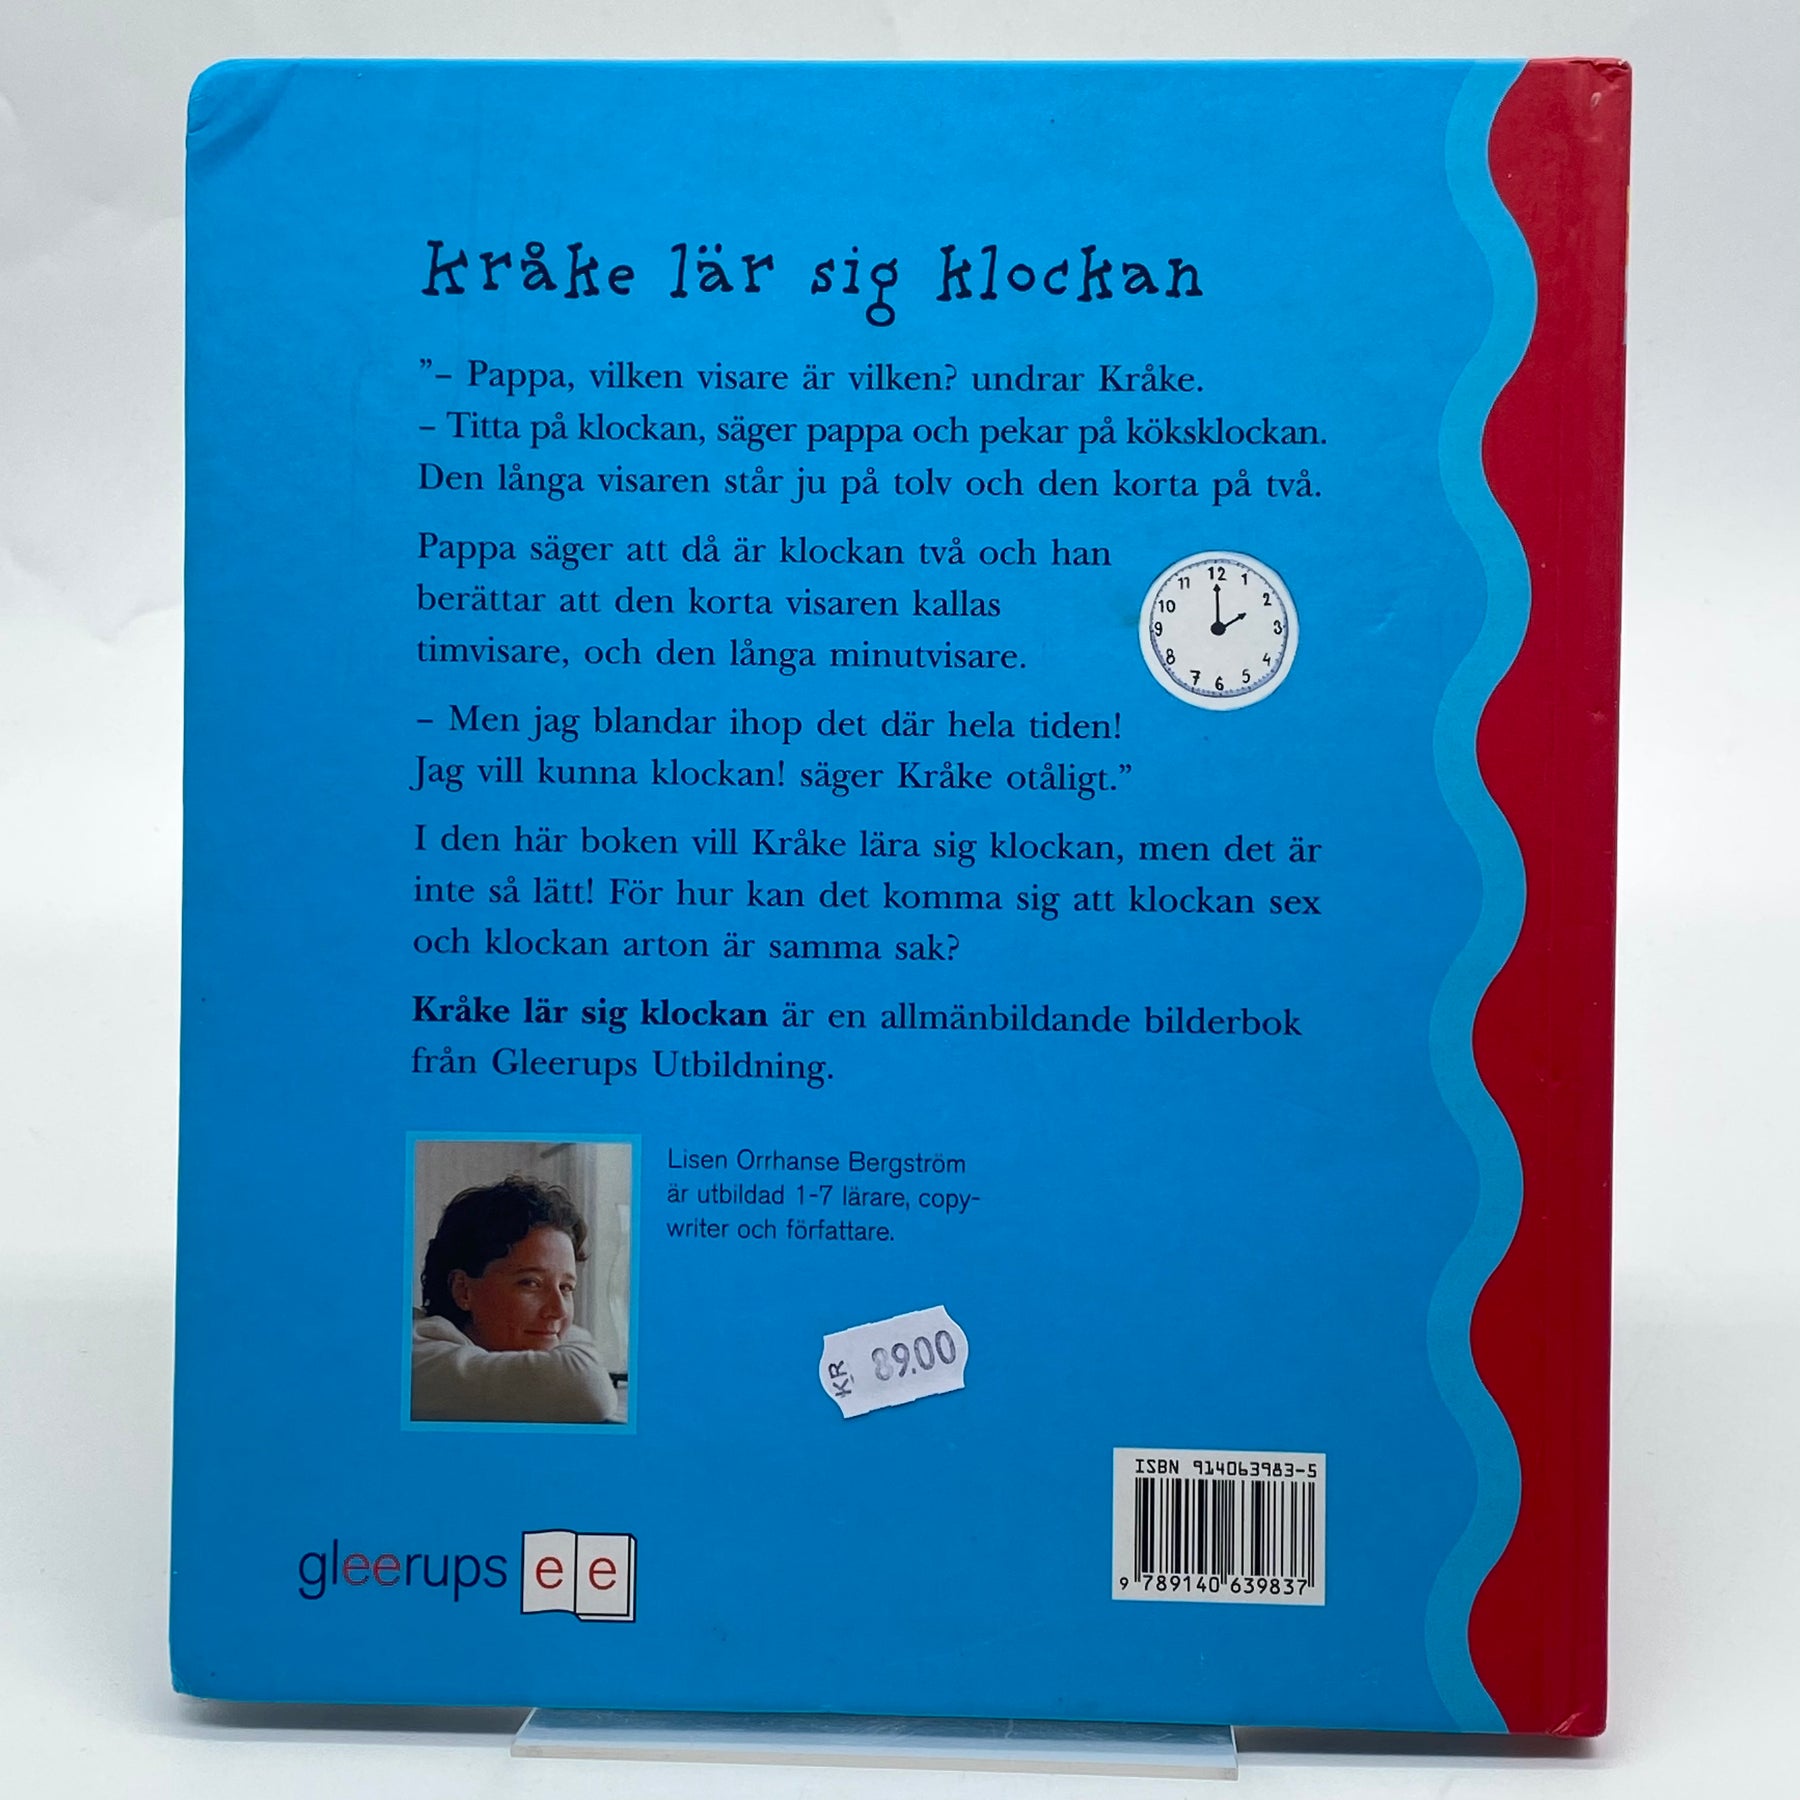 kråke lär sig klockan
”– Pappa, vilken visare är vilken? undrar Kråke.
– Titta på klockan, säger pappa och pekar på köksklockan.
Den långa visaren står ju på tolv och den korta på två.
Pappa säger att då är klockan två och han
berättar att den korta visaren kallas
timvisare, och den långa minutvisare.
11 12 1
10 2
9 3
8 4
7 6 5
– Men jag blandar ihop det där hela tiden!
Jag vill kunna klockan! säger Kråke otåligt.”
I den här boken vill Kråke lära sig klockan, men det är
inte så lätt! För hur kan det komma sig att klockan sex
och klockan arton är samma sak?
Kråke lär sig klockan är en allmänbildande bilderbok
från Gleerups Utbildning.
Lisen Orrhanse Bergström
är utbildad 1-7 lärare, copy-
writer och författare.
KR 89.00
ISBN 914063983-5
9 789140 639837
gleerups e e